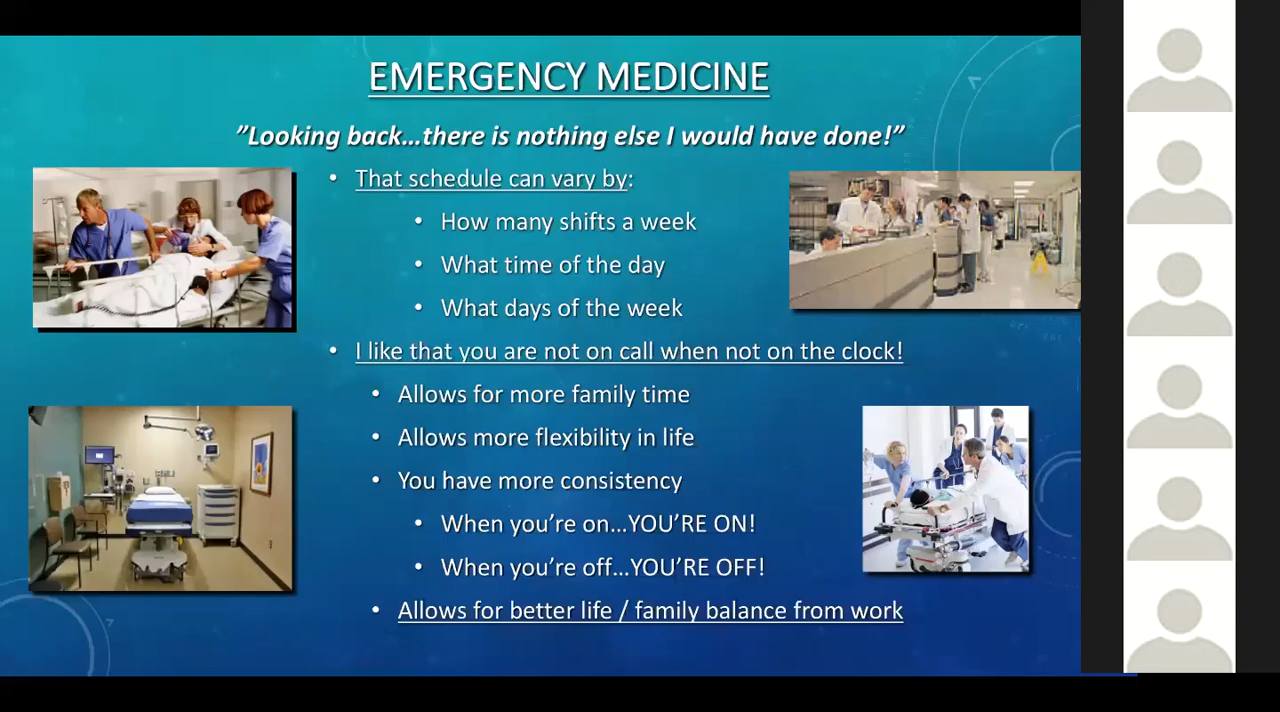 EMERGENCY MEDICINE
”Looking back...there is nothing else I would have done!”
• That schedule can vary by:
• How many shifts a week
• What time of the day
• What days of the week
• I like that you are not on call when not on the clock!
• Allows for more family time
• Allows more flexibility in life
• You have more consistency
• When you’re on...YOU’RE ON!
• When you’re off...YOU’RE OFF!
• Allows for better life / family balance from work